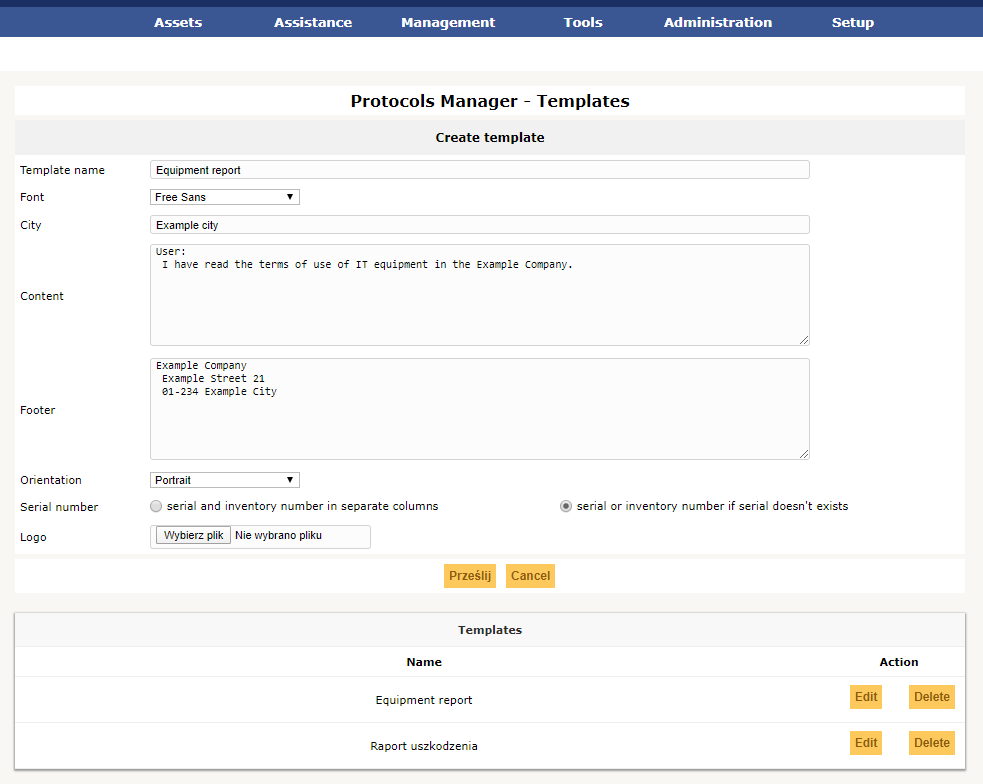 Assets Assistance Management Tools Administration Setup
Protocols Manager - Templates
Create template
Template name Equipment report
Font Free Sans
City Example city
Content
User:
I have read the terms of use of IT equipment in the Example Company.
Footer
Example Company
Example Street 21
01-234 Example City
Orientation Portrait
Serial number serial and inventory number in separate columns serial or inventory number if serial doesn't exists
Logo Wybierz plik Nie wybrano pliku
Prześlij Cancel
Templates
Name Action
Equipment report Edit Delete
Raport uszkodzenia Edit Delete